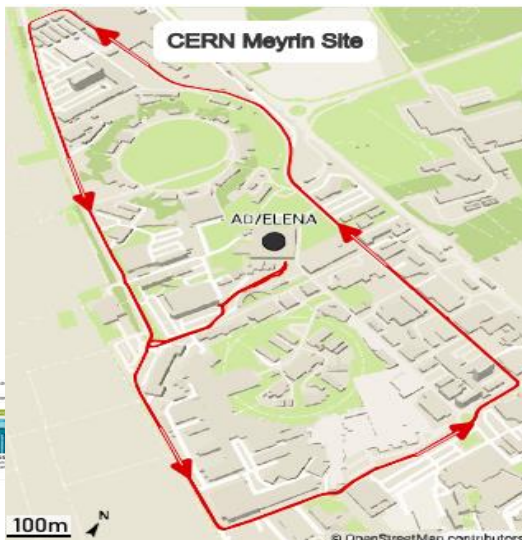 CERN Meyrin Site
AD/ELENA
N
100m
© OpenStreetMap contributors